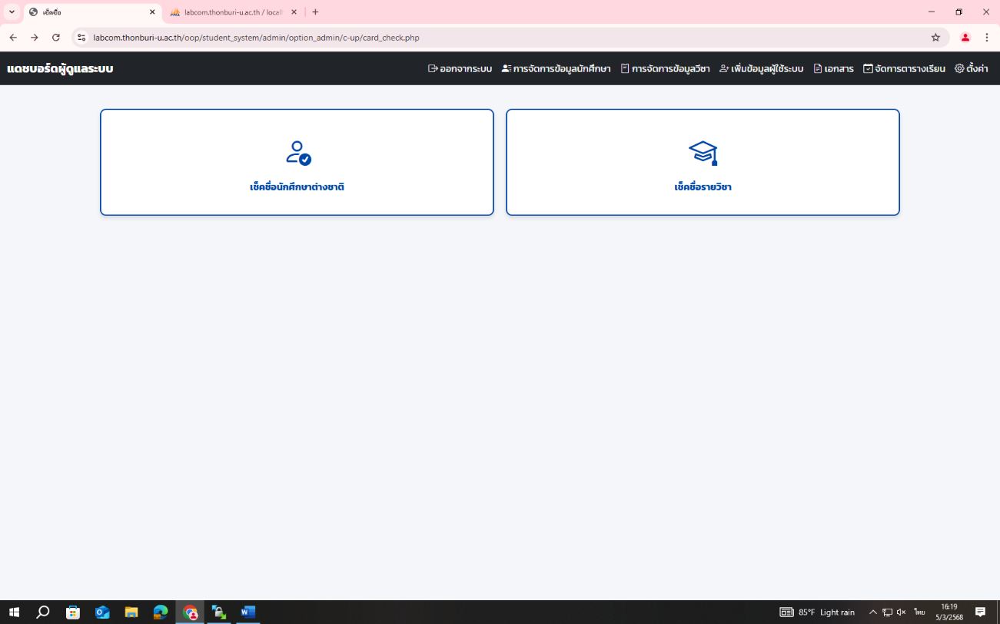 เช็คชื่อ
labcom.thonburi-u.ac.th / local
labcom.thonburi-u.ac.th/oop/student_system/admin/option_admin/c-up/card_check.php
แดชบอร์ดผู้ดูแลระบบ ออกจากระบบ การจัดการข้อมูลนักศึกษา การจัดการข้อมูลวีชา เพิ่มข้อมูลผู้ใช้ระบบ เอกสาร จัดการตารางเรียน ตั้งค่า
เช็คชื่อนักศึกษาต่างชาติ
เช็คชื่อรายวิชา
85°F Light rain
ไทย
16:19
5/3/2568